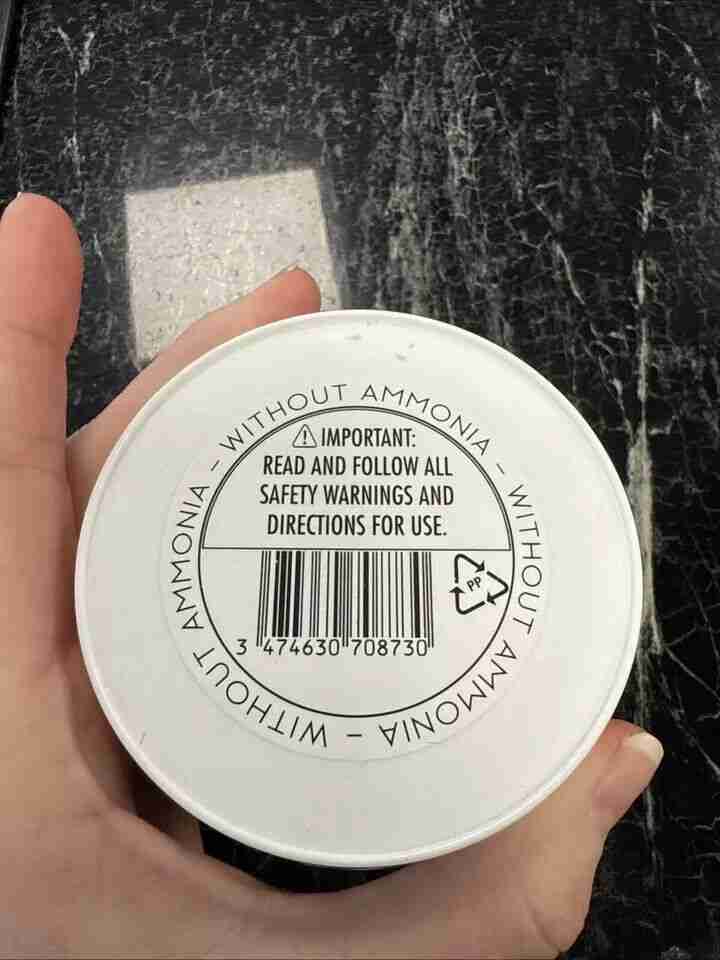 WITHOUT AMMONIA – WITHOUT AMMONIA – WITHOUT AMMONIA –
⚠ IMPORTANT:
READ AND FOLLOW ALL
SAFETY WARNINGS AND
DIRECTIONS FOR USE.
PP
3 474630 708730